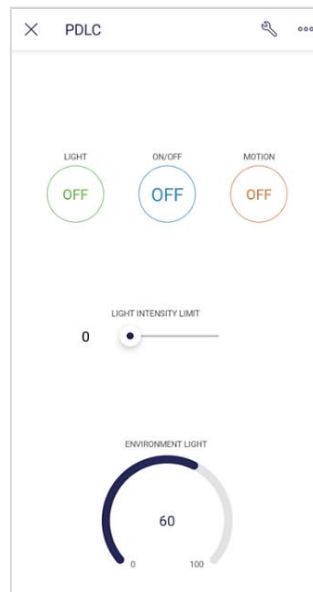 PDLC
LIGHT ON/OFF MOTION
OFF OFF OFF
LIGHT INTENSITY LIMIT
0
ENVIRONMENT LIGHT
60
0 100